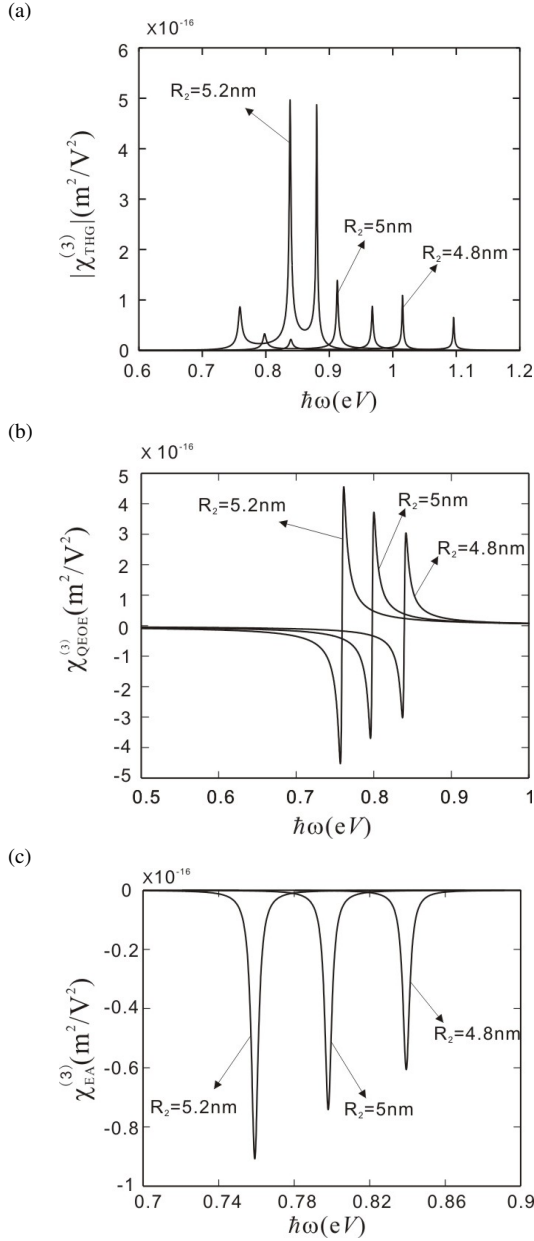 (a)
×10⁻¹⁶
6
5
4
3
2
1
0
|χ⁽³⁾THG|(m²/V²)
R₂=5.2nm
R₂=5nm
R₂=4.8nm
0.6 0.7 0.8 0.9 1 1.1 1.2
ħω(eV)
(b)
× 10⁻¹⁶
5
4
3
2
1
0
-1
-2
-3
-4
-5
χ⁽³⁾QEOE(m²/V²)
R₂=5.2nm
R₂=5nm
R₂=4.8nm
0.5 0.6 0.7 0.8 0.9 1
ħω(eV)
(c)
×10⁻¹⁶
0
-0.2
-0.4
-0.6
-0.8
-1
χ⁽³⁾EA(m²/V²)
R₂=4.8nm
R₂=5.2nm
R₂=5nm
0.7 0.74 0.78 0.82 0.86 0.9
ħω(eV)